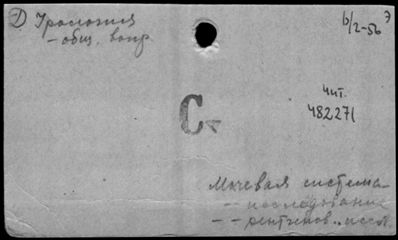 Д Урология
- общ. вопр.
6/2-56 э
чит.
482271
С
Мочевая система
- - исследование
- - рентгенов. иссл.